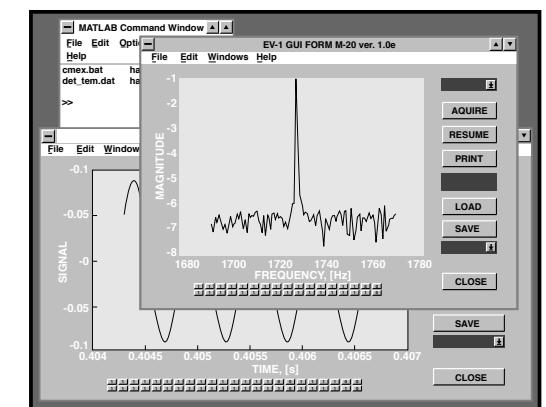 MATLAB Command Window
File Edit Opti
Help
cmex.bat ha
det_tem.dat ha
>>
EV-1 GUI FORM M-20 ver. 1.0e
File Edit Windows Help
-1
-2
-3
-4
-5
-6
-7
-8
MAGNITUDE
1680 1700 1720 1740 1760 1780
FREQUENCY, [Hz]
AQUIRE
RESUME
PRINT
LOAD
SAVE
CLOSE
File Edit Window
-0.1
-0.05
-0
-0.05
-0.1
SIGNAL
0.404 0.4045 0.405 0.4055 0.406 0.4065 0.407
TIME, [s]
SAVE
CLOSE